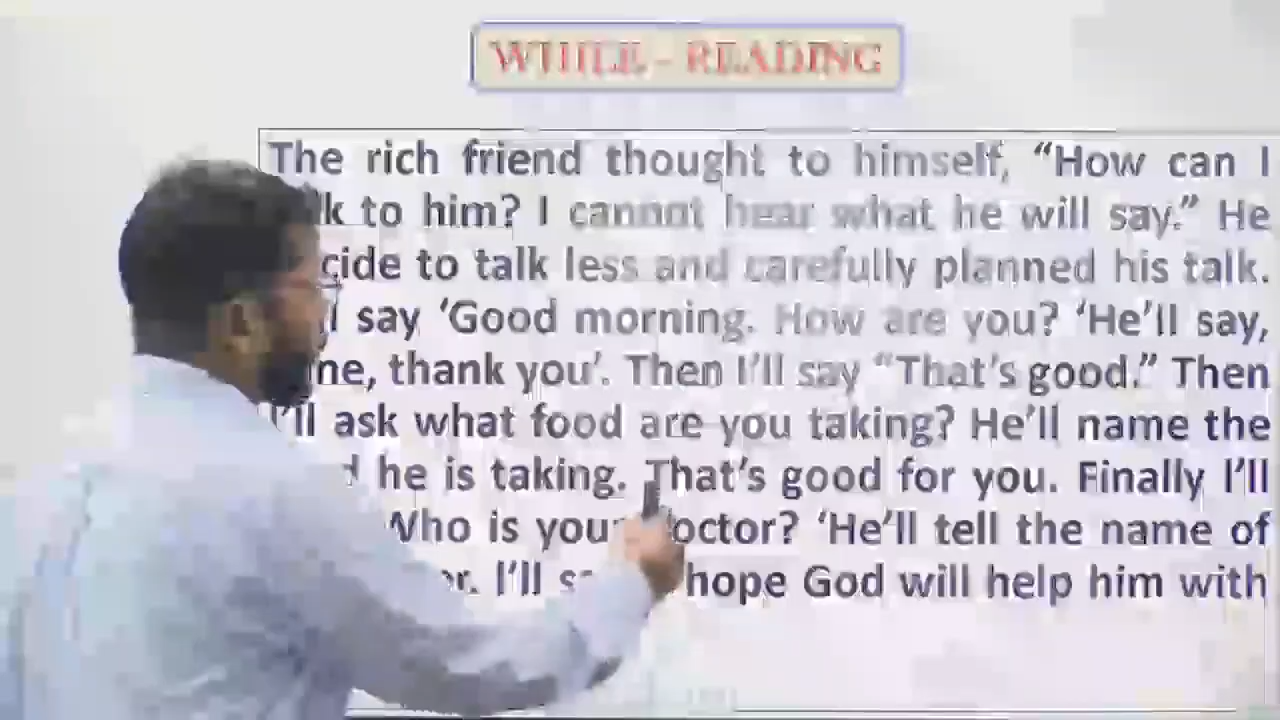 WHILE - READING
The rich friend thought to himself, “How can I
to him? I cannot hear what he will say.” He
to talk less and carefully planned his talk.
say ‘Good morning. How are you? ‘He’ll say,
thank you’. Then I’ll say “That’s good.” Then
I’ll ask what food are you taking? He’ll name the
he is taking. That’s good for you. Finally I’ll
Who is your doctor? ‘He’ll tell the name of
I’ll hope God will help him with